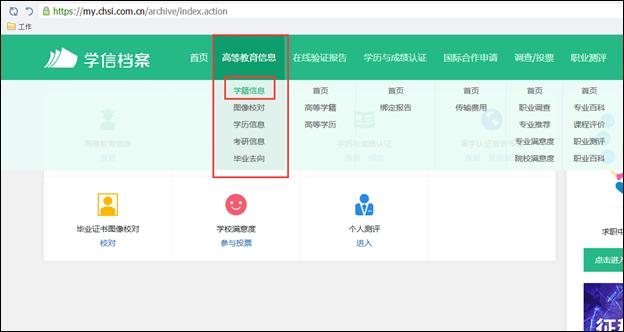 https://my.chsi.com.cn/archive/index.action
工作
学信档案
首页 高等教育信息 在线验证报告 学历与成绩认证 国际合作申请 调查/投票 职业测评
学籍信息 首页 首页 首页 首页 首页
图像校对 高等学籍 绑定报告 传输费用 职业调查 专业百科
学历信息 高等学历 专业推荐 课程评价
考研信息 专业满意度 职业测评
毕业去向 院校满意度 职业百科
高等教育信息 学历与成绩认证
毕业证书图像校对 学校满意度 个人测评
校对 参与投票 进入
求职中
点击进入